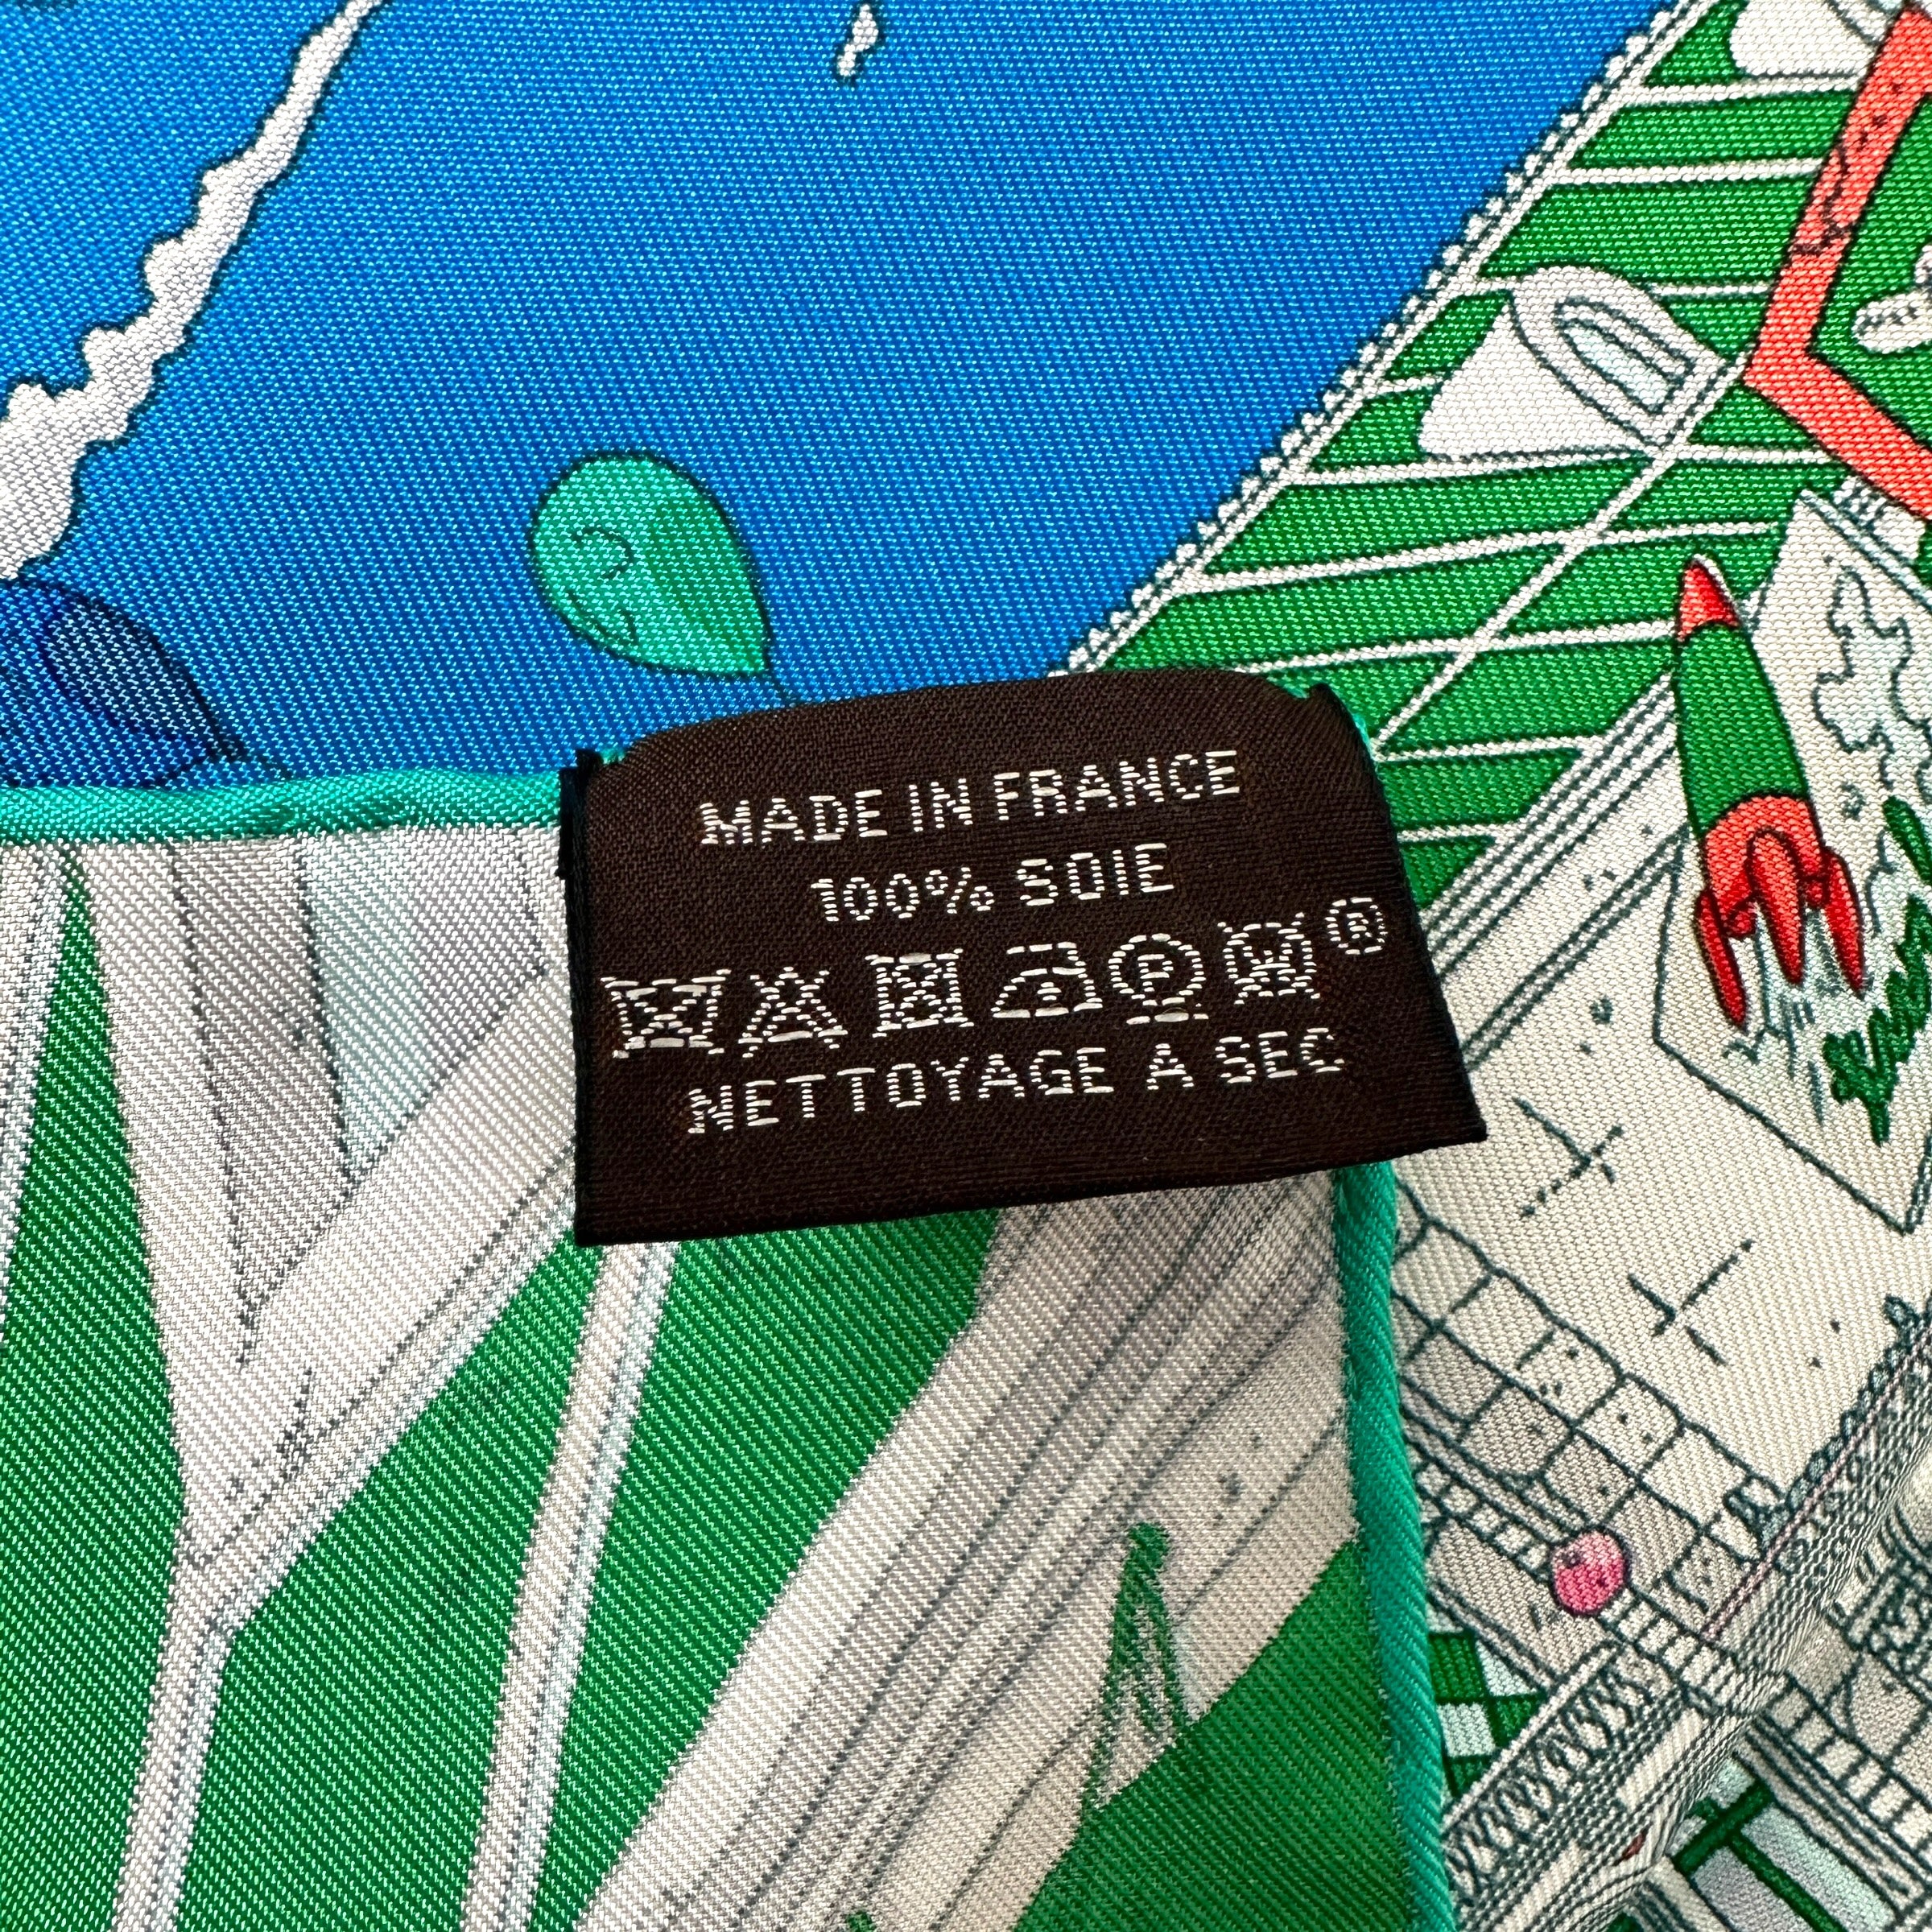 MADE IN FRANCE
100% SOIE
P W ®
NETTOYAGE A SEC